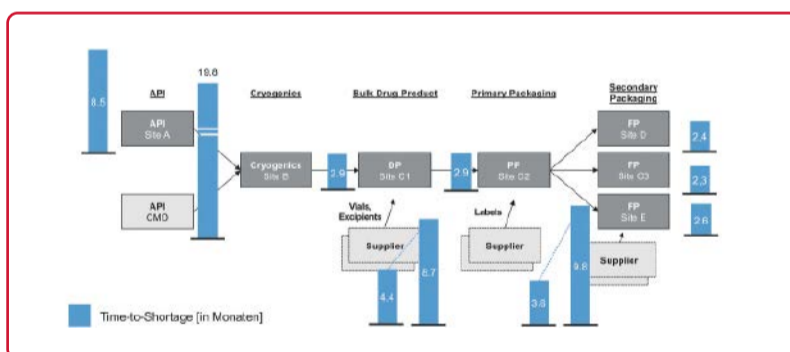 19.8
API
Cryogenics
Bulk Drug Product
Primary Packaging
Secondary
Packaging
8.5
API
Site A
FP
Site D
2.4
Cryogenics
Site B
2.9
DP
Site C1
2.9
PP
Site C2
FP
Site C3
2.3
API
CMO
Vials,
Excipients
Labels
FP
Site E
2.6
Supplier
Supplier
Supplier
4.4
8.7
3.6
9.8
Time-to-Shortage [in Monaten]